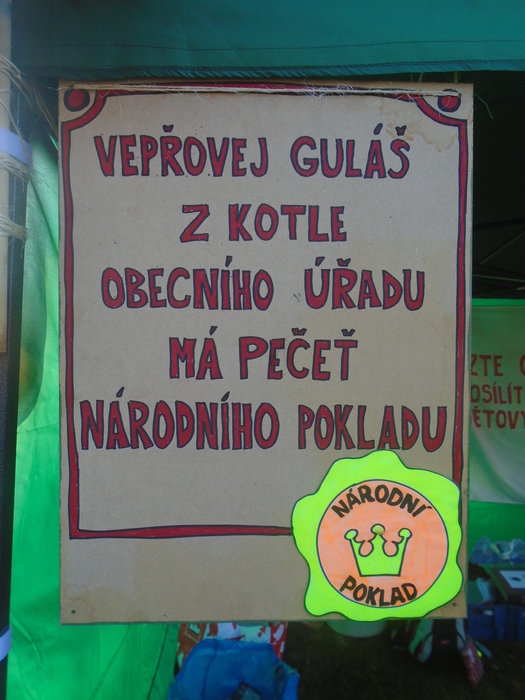 VEPŘOVEJ GULÁŠ
Z KOTLE
OBECNÍHO ÚŘADU
MÁ PEČEŤ
NÁRODNÍHO POKLADU
NÁRODNÍ
POKLAD